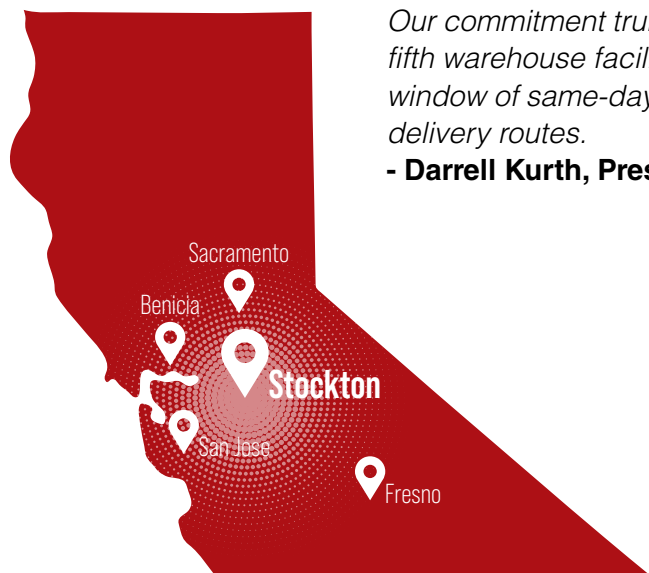 Our commitment
fifth warehouse
window of same-day
delivery routes.
- Darrell Kurth,
Sacramento
Benicia
Stockton
San Jose
Fresno